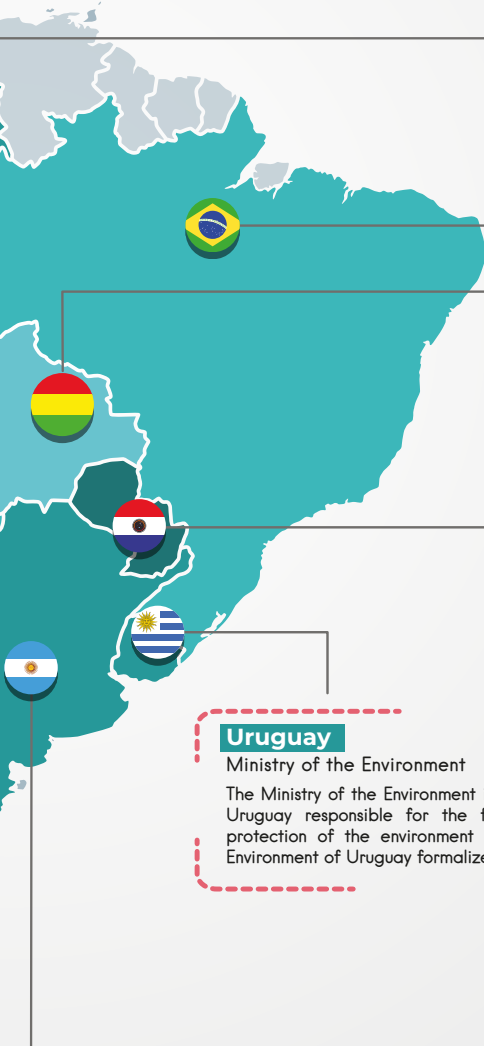 Uruguay
Ministry of the Environment
The Ministry of the Environment
Uruguay responsible for the
protection of the environment
Environment of Uruguay formalize